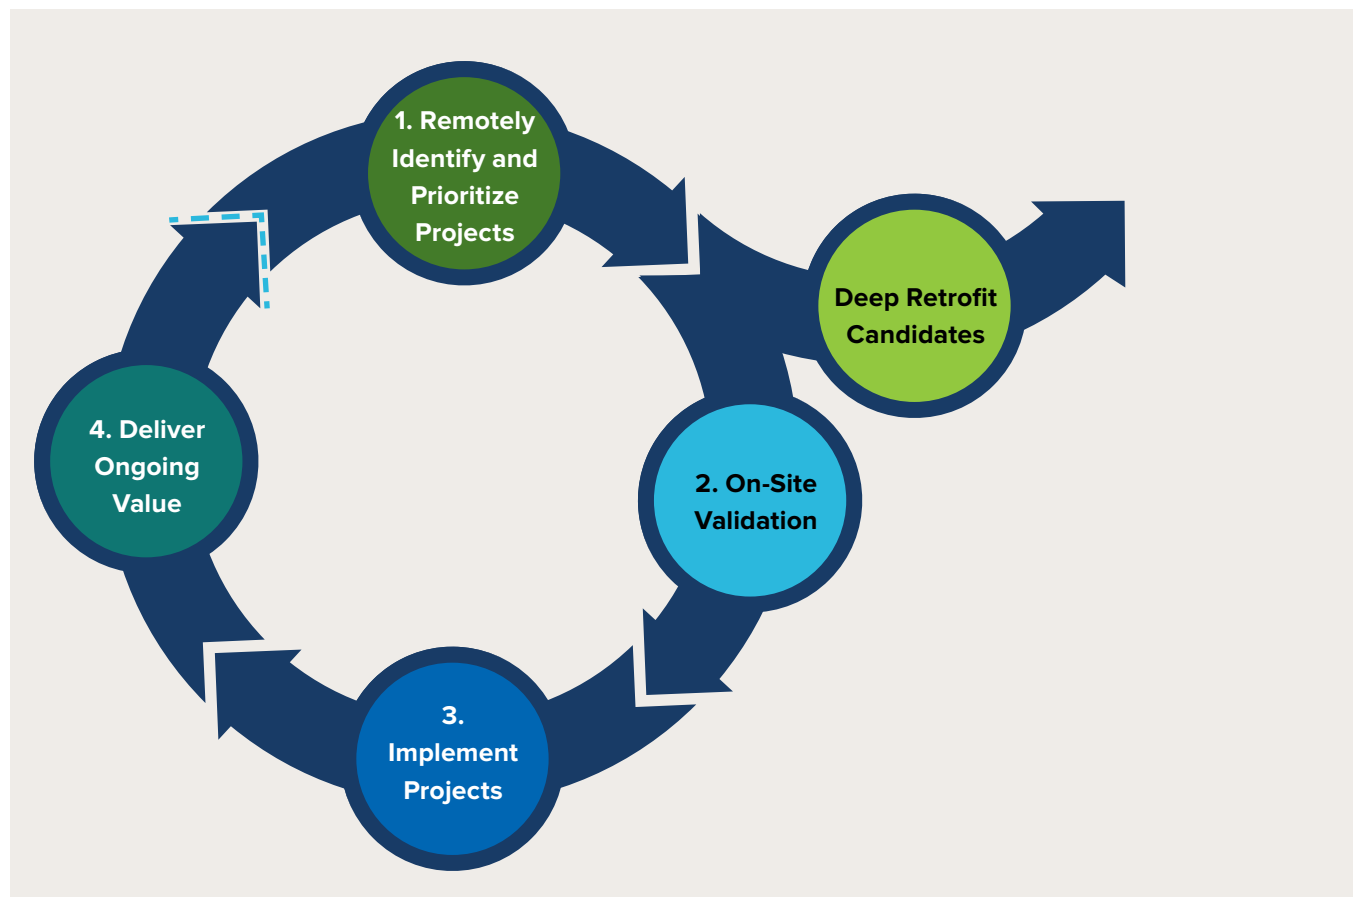 1. Remotely
Identify and
Prioritize
Projects
Deep Retrofit
Candidates
2. On-Site
Validation
3.
Implement
Projects
4. Deliver
Ongoing
Value